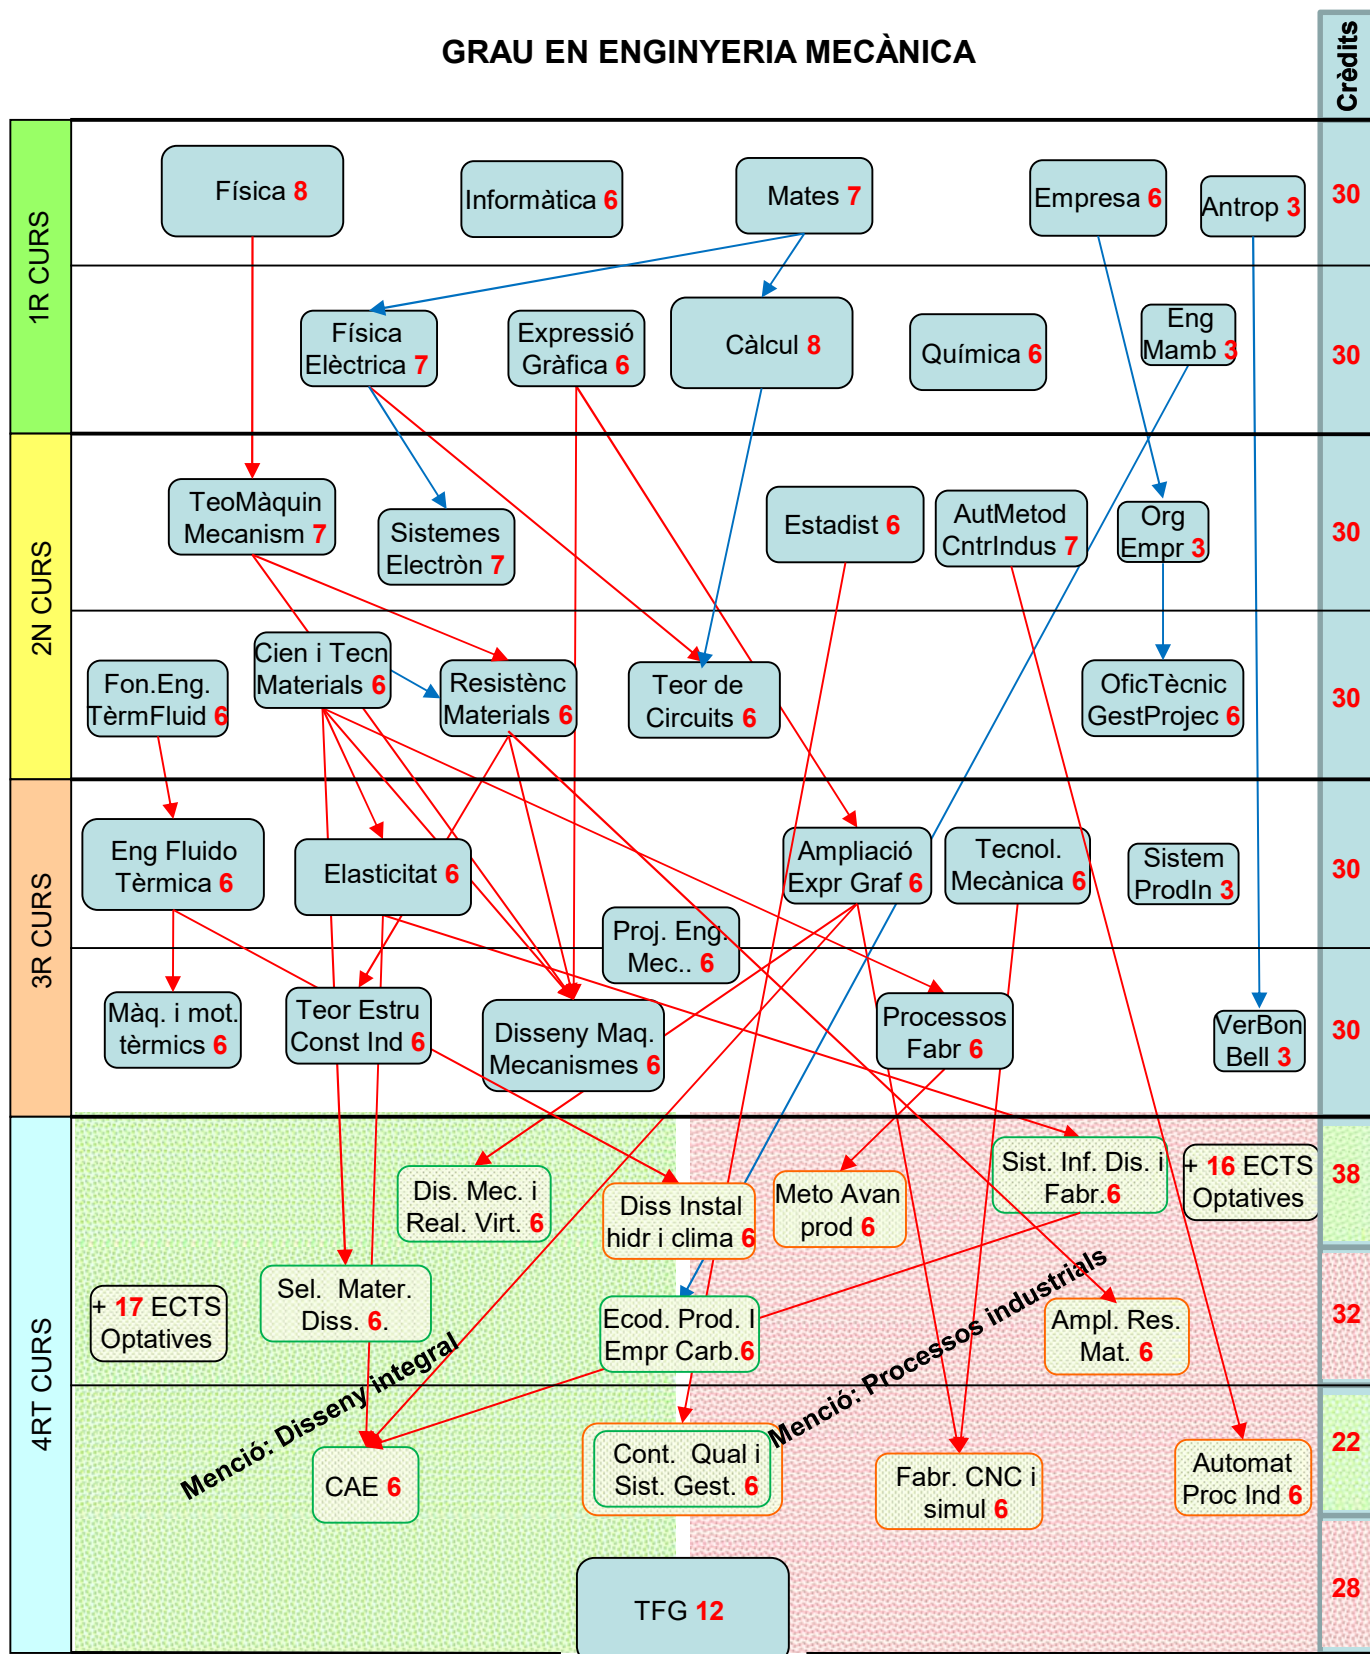 GRAU EN ENGINYERIA MECÀNICA
Crèdits
1R CURS
Física 8
Informàtica 6
Mates 7
Empresa 6
Antrop 3
30
Física
Elèctrica 7
Expressió
Gràfica 6
Càlcul 8
Química 6
Eng
Mamb 3
30
2N CURS
TeoMàquin
Mecanism 7
Sistemes
Electròn 7
Estadist 6
AutMetod
CntrIndus 7
Org
Empr 3
30
Fon.Eng.
TèrmFluid 6
Cien i Tecn
Materials 6
Resistènc
Materials 6
Teor de
Circuits 6
OficTècnic
GestProjec 6
30
3R CURS
Eng Fluido
Tèrmica 6
Elasticitat 6
Ampliació
Expr Graf 6
Tecnol.
Mecànica 6
Sistem
ProdIn 3
30
Proj. Eng.
Mec.. 6
Màq. i mot.
tèrmics 6
Teor Estru
Const Ind 6
Disseny Maq.
Mecanismes 6
Processos
Fabr 6
VerBon
Bell 3
30
4RT CURS
Dis. Mec. i
Real. Virt. 6
Diss Instal
hidr i clima 6
Meto Avan
prod 6
Sist. Inf. Dis. i
Fabr.6
+ 16 ECTS
Optatives
38
+ 17 ECTS
Optatives
Sel. Mater.
Diss. 6.
Ecod. Prod. I
Empr Carb.6
Ampl. Res.
Mat. 6
32
Menció: Disseny integral
Menció: Processos industrials
CAE 6
Cont. Qual i
Sist. Gest. 6
Fabr. CNC i
simul 6
Automat
Proc Ind 6
22
TFG 12
28